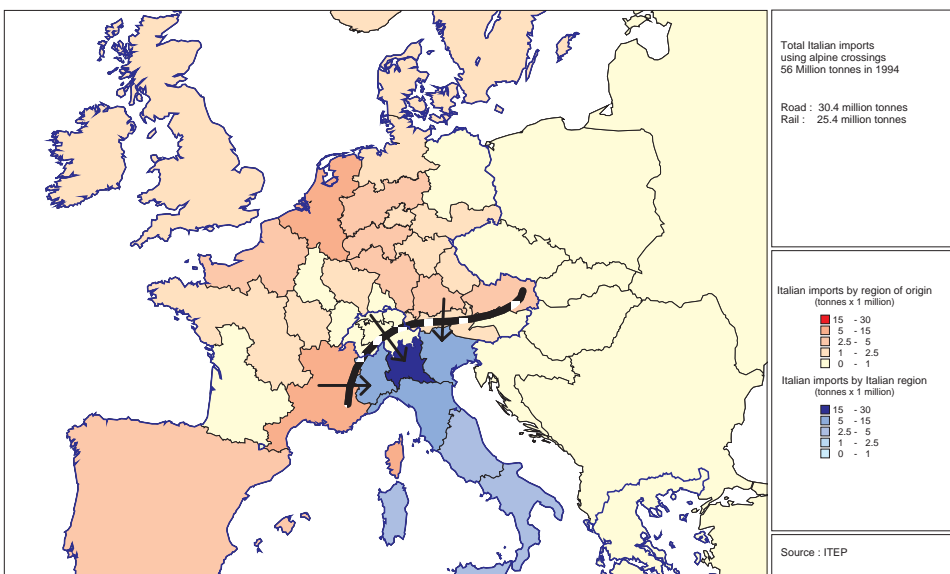 Total Italian imports
using alpine crossings
56 Million tonnes in 1994
Road : 30.4 million tonnes
Rail : 25.4 million tonnes
Italian imports by region of origin
(tonnes x 1 million)
15 - 30
5 - 15
2.5 - 5
1 - 2.5
0 - 1
Italian imports by Italian region
(tonnes x 1 million)
15 - 30
5 - 15
2.5 - 5
1 - 2.5
0 - 1
Source : ITEP